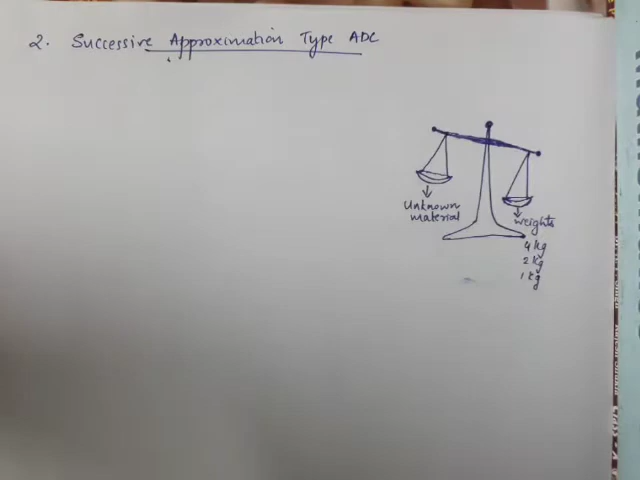 2. Successive Approximation Type ADC
Unknown
material
weights
4 kg
2 kg
1 kg